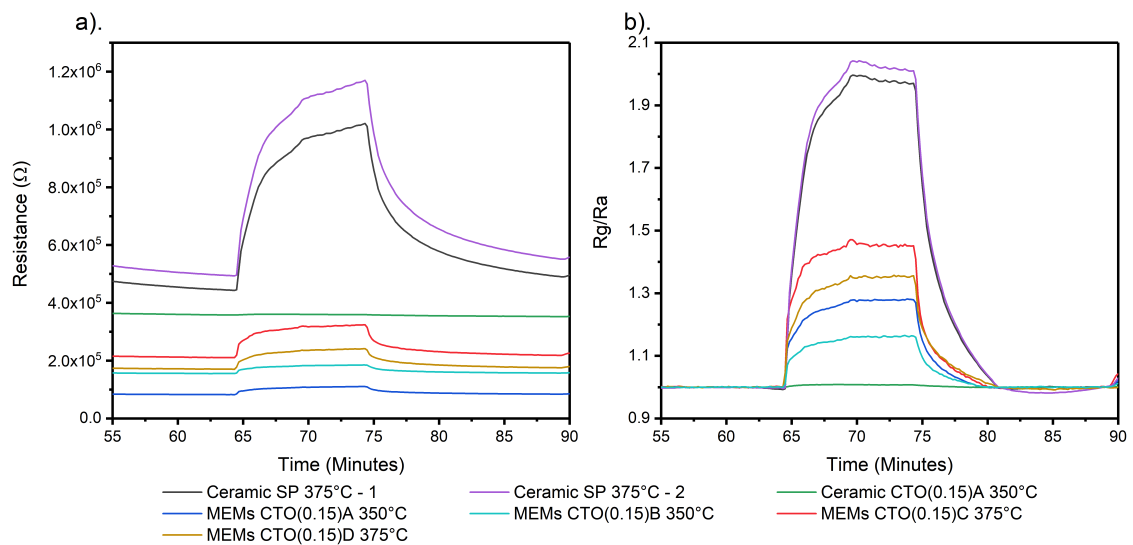 a).
b).
1.2x10⁶
1.0x10⁶
8.0x10⁵
6.0x10⁵
4.0x10⁵
2.0x10⁵
0.0
Resistance (Ω)
55 60 65 70 75 80 85 90
Time (Minutes)
2.1
1.9
1.7
1.5
1.3
1.1
0.9
Rg/Ra
55 60 65 70 75 80 85 90
Time (Minutes)
Ceramic SP 375°C - 1 Ceramic SP 375°C - 2 Ceramic CTO(0.15)A 350°C
MEMs CTO(0.15)A 350°C MEMs CTO(0.15)B 350°C MEMs CTO(0.15)C 375°C
MEMs CTO(0.15)D 375°C